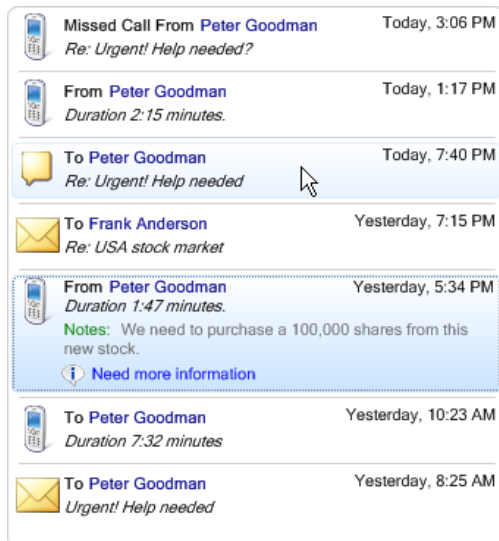 Missed Call From Peter Goodman Today, 3:06 PM
Re: Urgent! Help needed?
From Peter Goodman Today, 1:17 PM
Duration 2:15 minutes.
To Peter Goodman Today, 7:40 PM
Re: Urgent! Help needed
To Frank Anderson Yesterday, 7:15 PM
Re: USA stock market
From Peter Goodman Yesterday, 5:34 PM
Duration 1:47 minutes.
Notes: We need to purchase a 100,000 shares from this
new stock.
Need more information
To Peter Goodman Yesterday, 10:23 AM
Duration 7:32 minutes
To Peter Goodman Yesterday, 8:25 AM
Urgent! Help needed